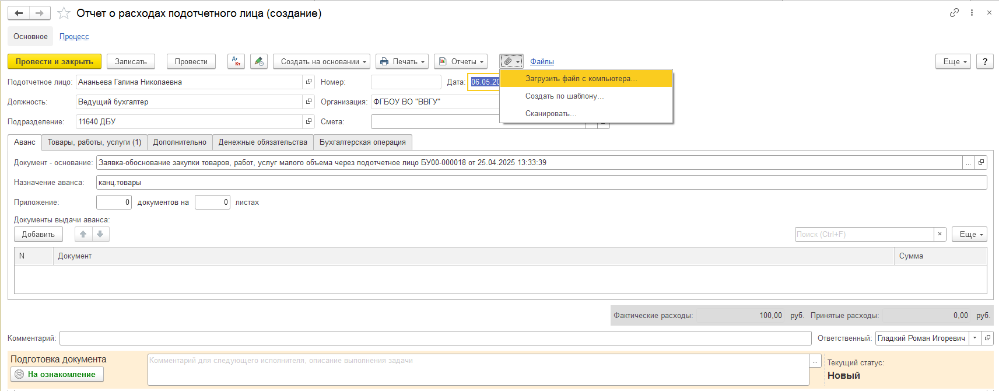 Отчет о расходах подотчетного лица (создание)
Основное Процесс
Провести и закрыть Записать Провести Дт Кт Создать на основании Печать Отчеты Файлы Еще ?
Загрузить файл с компьютера...
Создать по шаблону...
Сканировать...
Подотчетное лицо: Ананьева Галина Николаевна Номер: Дата: 06.05.20
Должность: Ведущий бухгалтер Организация: ФГБОУ ВО "ВВГУ"
Подразделение: 11640 ДБУ Смета:
Аванс Товары, работы, услуги (1) Дополнительно Денежные обязательства Бухгалтерская операция
Документ - основание: Заявка-обоснование закупки товаров, работ, услуг малого объема через подотчетное лицо БУ00-000018 от 25.04.2025 13:33:39 ...
Назначение аванса: канц.товары
Приложение: 0 документов на 0 листах
Документы выдачи аванса:
Добавить Поиск (Ctrl+F) × Еще
N Документ Сумма
Фактические расходы: 100,00 руб. Принятые расходы: 0,00 руб.
Комментарий: Ответственный: Гладкий Роман Игоревич
Подготовка документа Комментарий для следующего исполнителя, описание выполнения задачи ... Текущий статус:
На ознакомление Новый